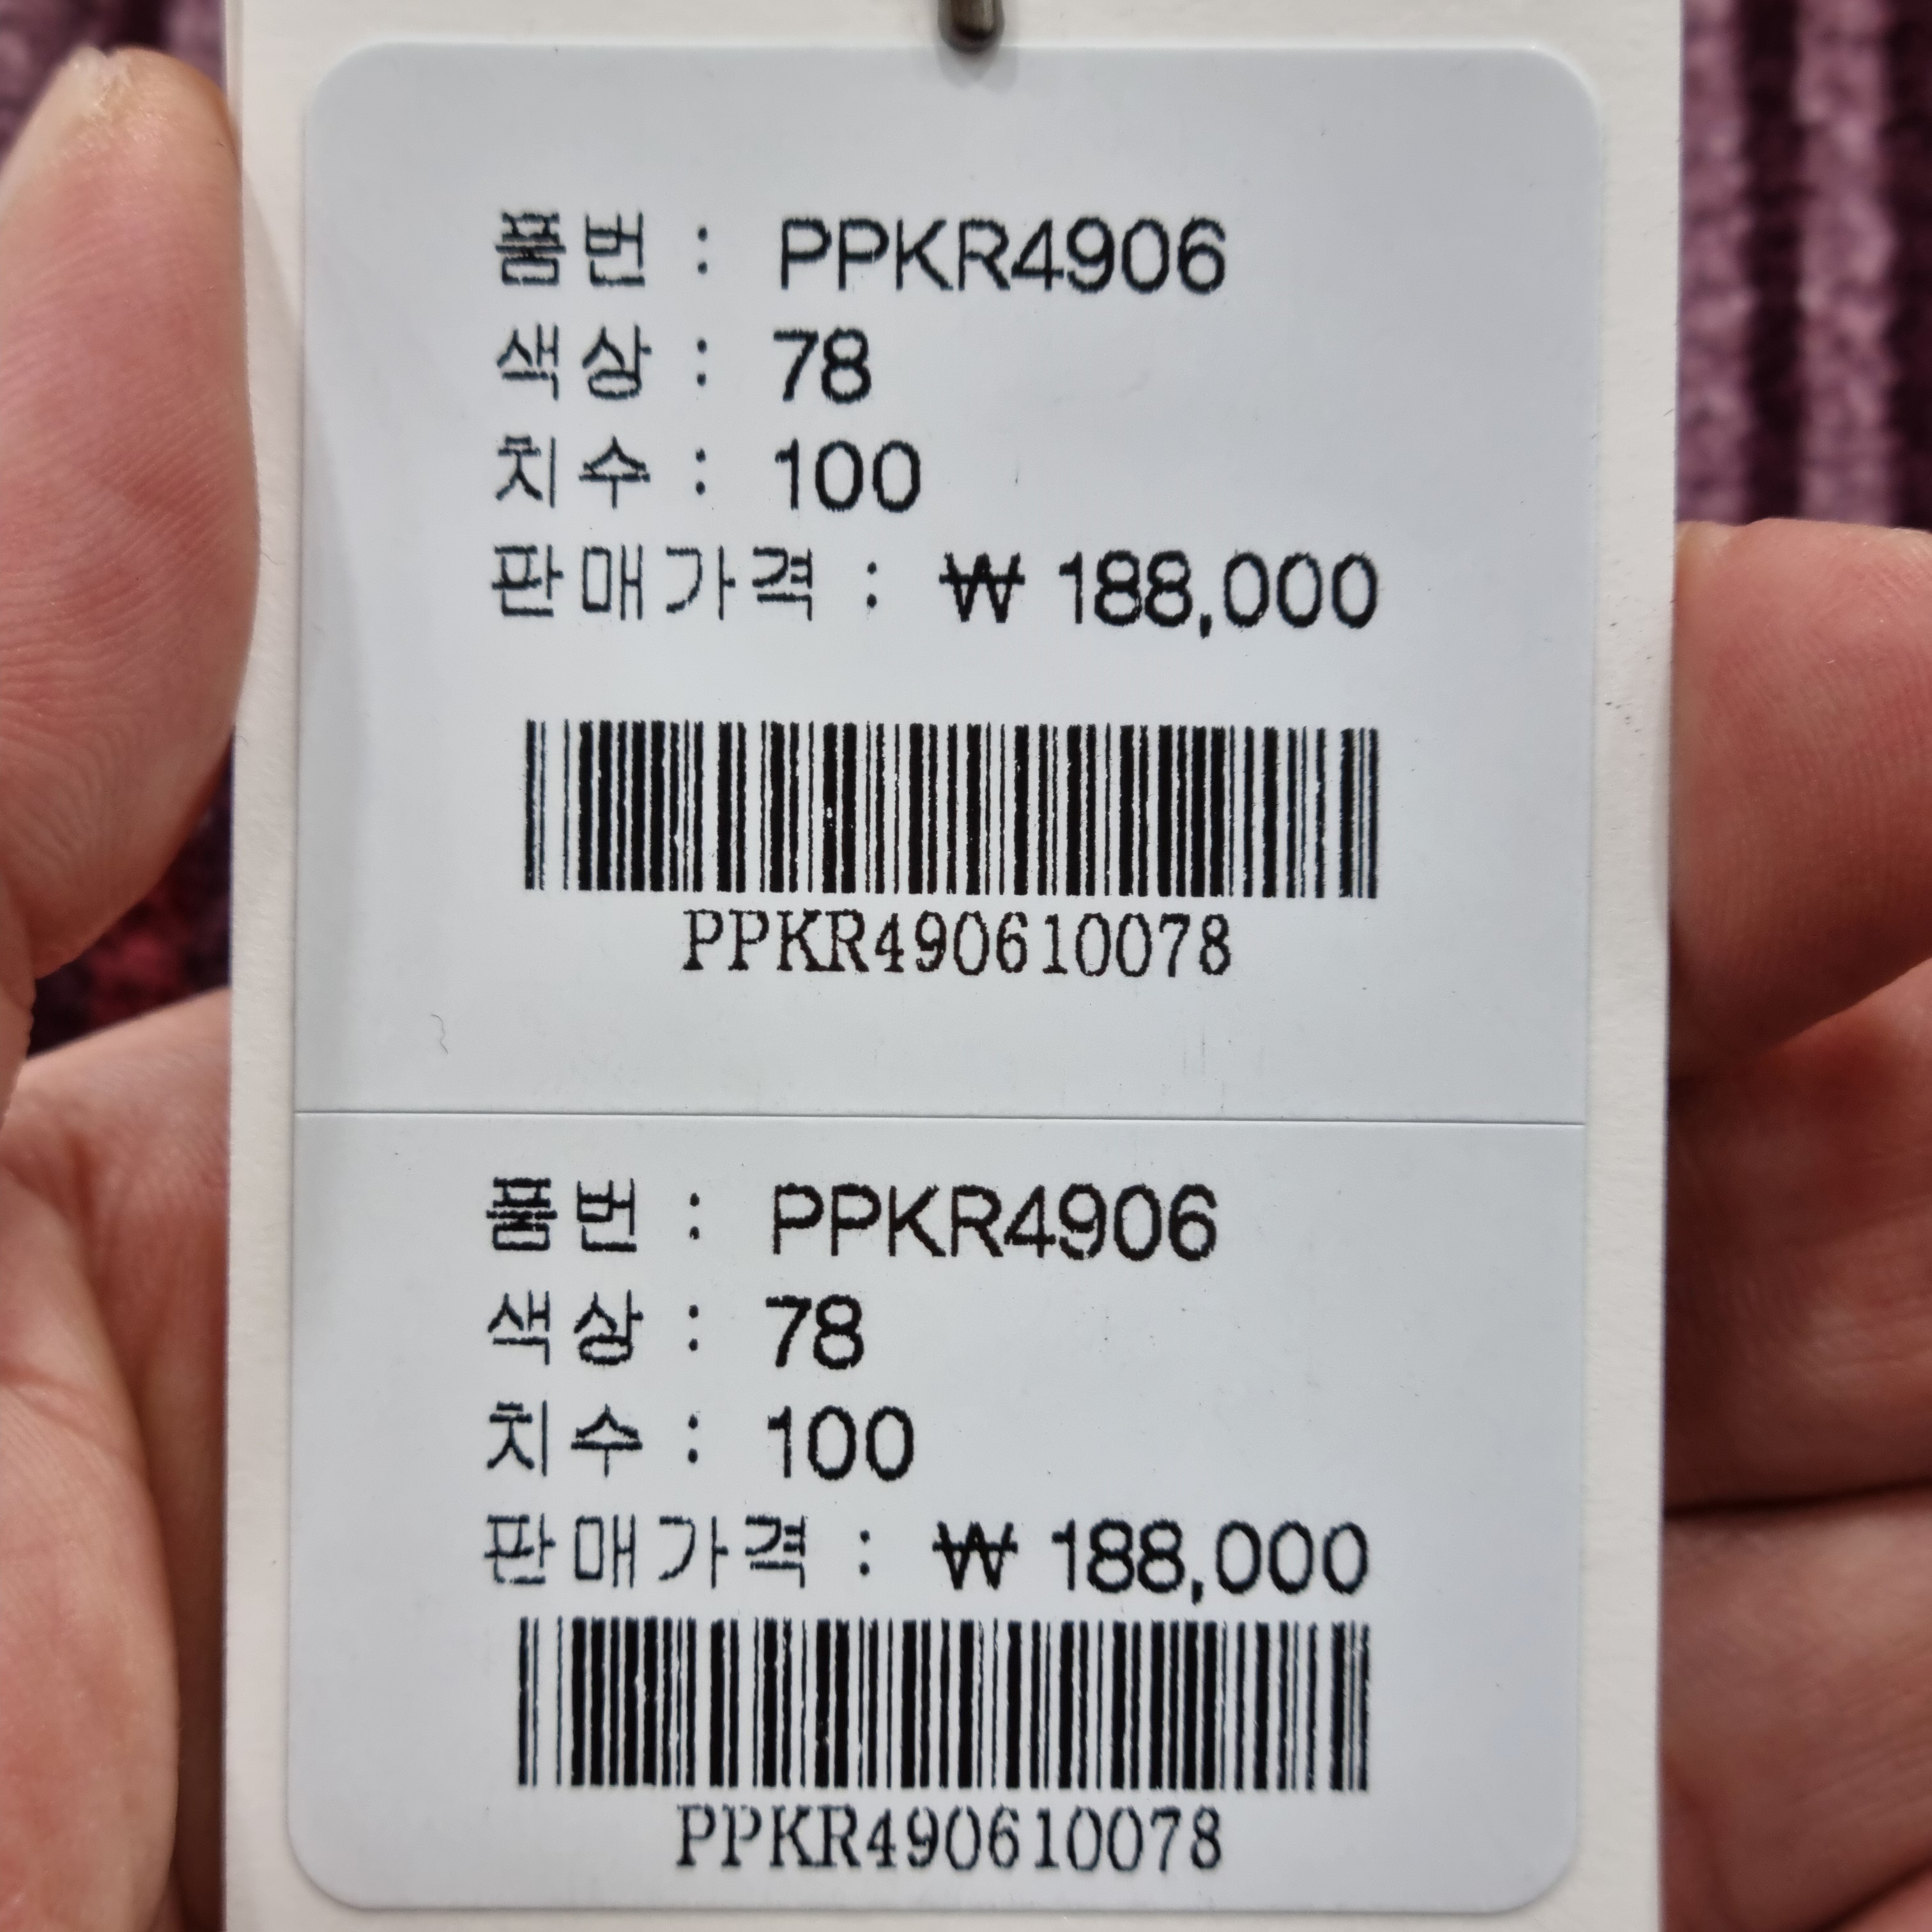 품번 : PPKR4906
색상 : 78
치수 : 100
판매가격 : ₩ 188,000
PPKR490610078
품번 : PPKR4906
색상 : 78
치수 : 100
판매가격 : ₩ 188,000
PPKR490610078